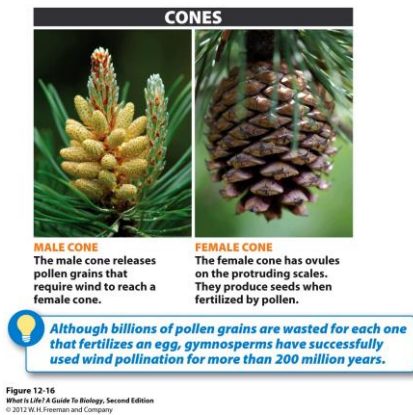 CONES
MALE CONE
The male cone releases
pollen grains that
require wind to reach a
female cone.
FEMALE CONE
The female cone has ovules
on the protruding scales.
They produce seeds when
fertilized by pollen.
Although billions of pollen grains are wasted for each one
that fertilizes an egg, gymnosperms have successfully
used wind pollination for more than 200 million years.
Figure 12-16
What Is Life? A Guide To Biology, Second Edition
© 2012 W.H.Freeman and Company